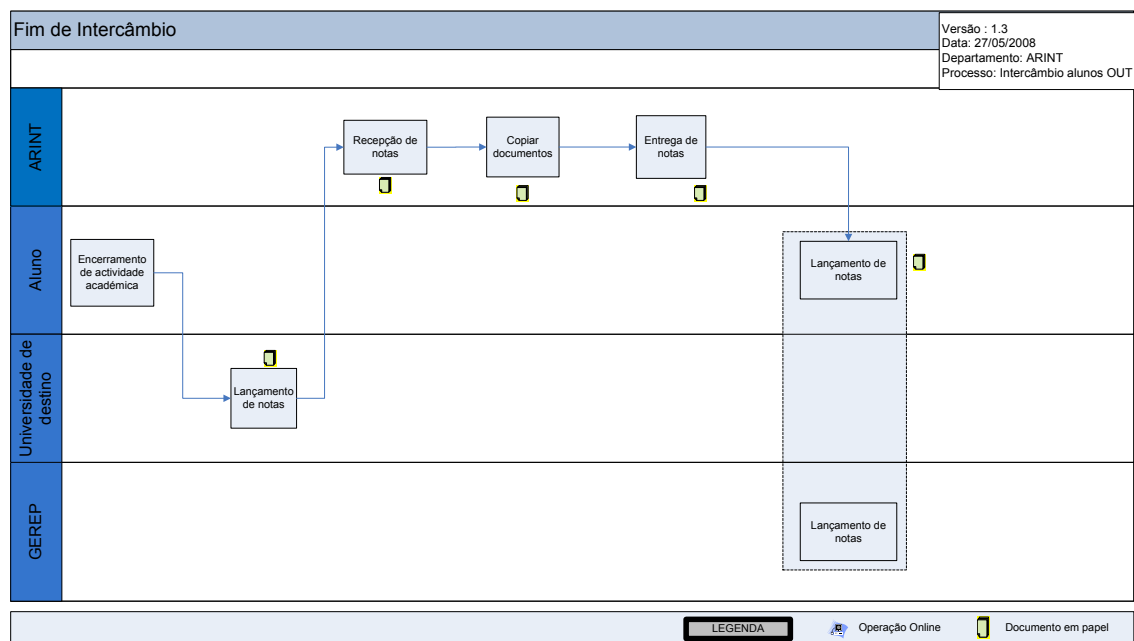 Fim de Intercâmbio
Versão : 1.3
Data: 27/05/2008
Departamento: ARINT
Processo: Intercâmbio alunos OUT
ARINT
Recepção de
notas
Copiar
documentos
Entrega de
notas
Aluno
Encerramento
de actividade
académica
Lançamento de
notas
Universidade de
destino
Lançamento
de notas
GEREP
Lançamento de
notas
LEGENDA
Operação Online
Documento em papel